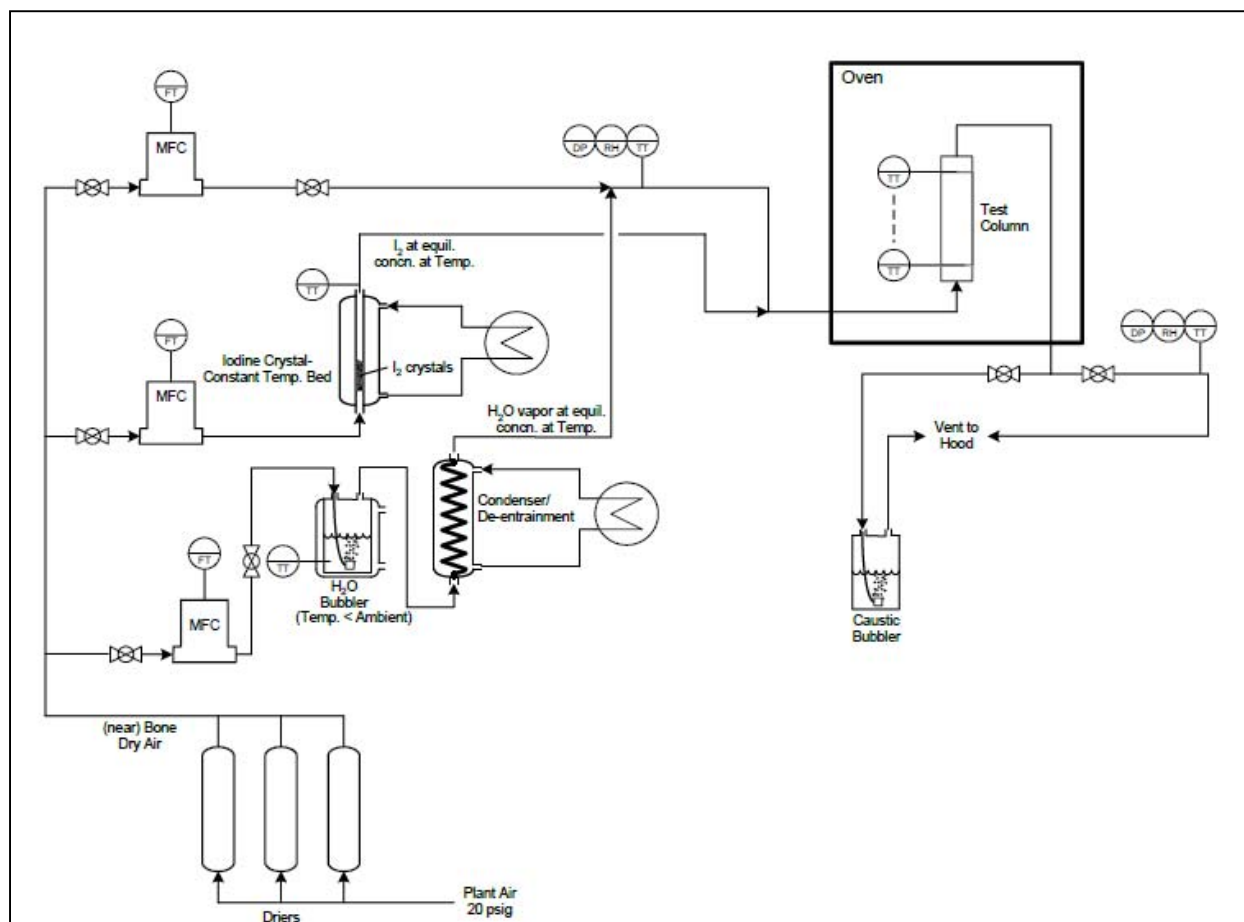 Oven
FT
MFC
DP
RH
TT
TT
Test
Column
TT
I₂ at equil.
concn. at Temp.
TT
FT
MFC
Iodine Crystal-
Constant Temp. Bed
I₂ crystals
DP
RH
TT
H₂O vapor at equil.
concn. at Temp.
Vent to
Hood
Condenser/
De-entrainment
FT
MFC
TT
H₂O
Bubbler
(Temp. < Ambient)
Caustic
Bubbler
(near) Bone
Dry Air
Plant Air
20 psig
Driers